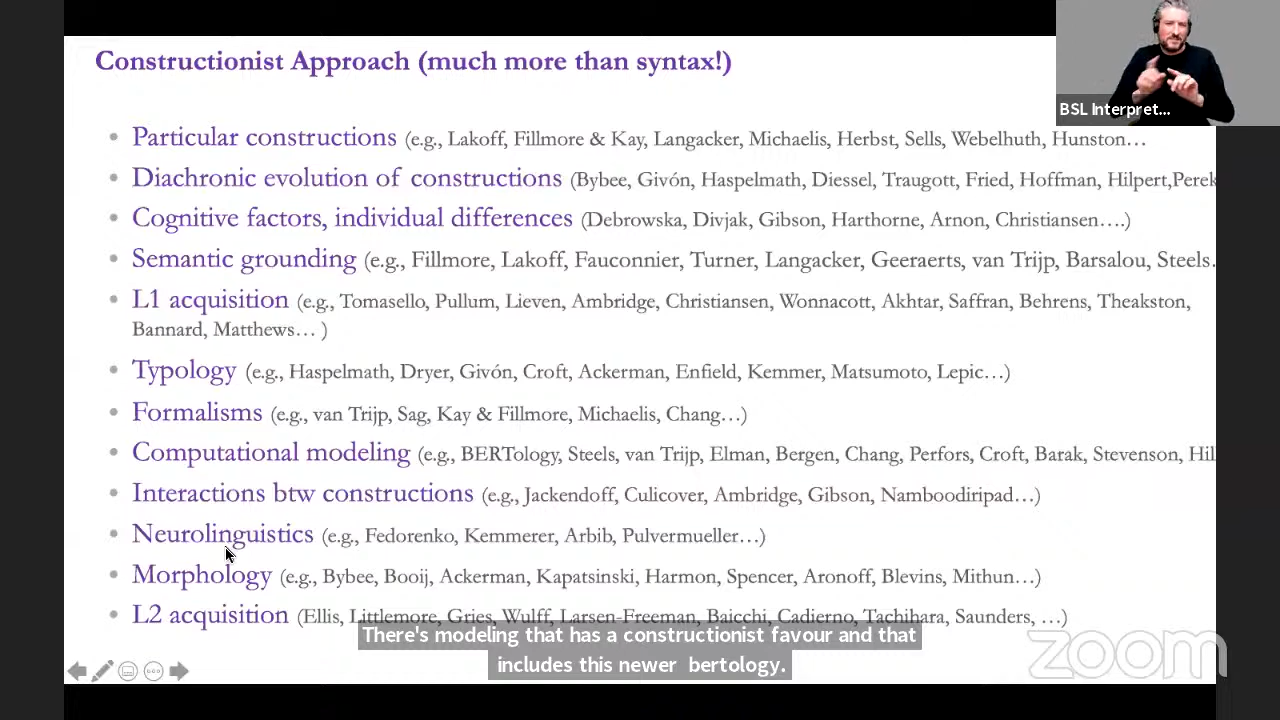 Constructionist Approach (much more than syntax!)
BSL Interpret...
• Particular constructions (e.g., Lakoff, Fillmore & Kay, Langacker, Michaelis, Herbst, Sells, Webelhuth, Hunston…
• Diachronic evolution of constructions (Bybee, Givón, Haspelmath, Diessel, Traugott, Fried, Hoffman, Hilpert,Perek
• Cognitive factors, individual differences (Debrowska, Divjak, Gibson, Harthorne, Arnon, Christiansen….)
• Semantic grounding (e.g., Fillmore, Lakoff, Fauconnier, Turner, Langacker, Geeraerts, van Trijp, Barsalou, Steels.
• L1 acquisition (e.g., Tomasello, Pullum, Lieven, Ambridge, Christiansen, Wonnacott, Akhtar, Saffran, Behrens, Theakston,
Bannard, Matthews… )
• Typology (e.g., Haspelmath, Dryer, Givón, Croft, Ackerman, Enfield, Kemmer, Matsumoto, Lepic…)
• Formalisms (e.g., van Trijp, Sag, Kay & Fillmore, Michaelis, Chang…)
• Computational modeling (e.g., BERTology, Steels, van Trijp, Elman, Bergen, Chang, Perfors, Croft, Barak, Stevenson, Hil
• Interactions btw constructions (e.g., Jackendoff, Culicover, Ambridge, Gibson, Namboodiripad…)
• Neurolinguistics (e.g., Fedorenko, Kemmerer, Arbib, Pulvermueller…)
• Morphology (e.g., Bybee, Booij, Ackerman, Kapatsinski, Harmon, Spencer, Aronoff, Blevins, Mithun…)
• L2 acquisition (Ellis, Littlemore, Gries, Wulff, Larsen-Freeman, Baicchi, Cadierno, Tachihara, Saunders, …)
There's modeling that has a constructionist favour and that
includes this newer bertology.
zoom